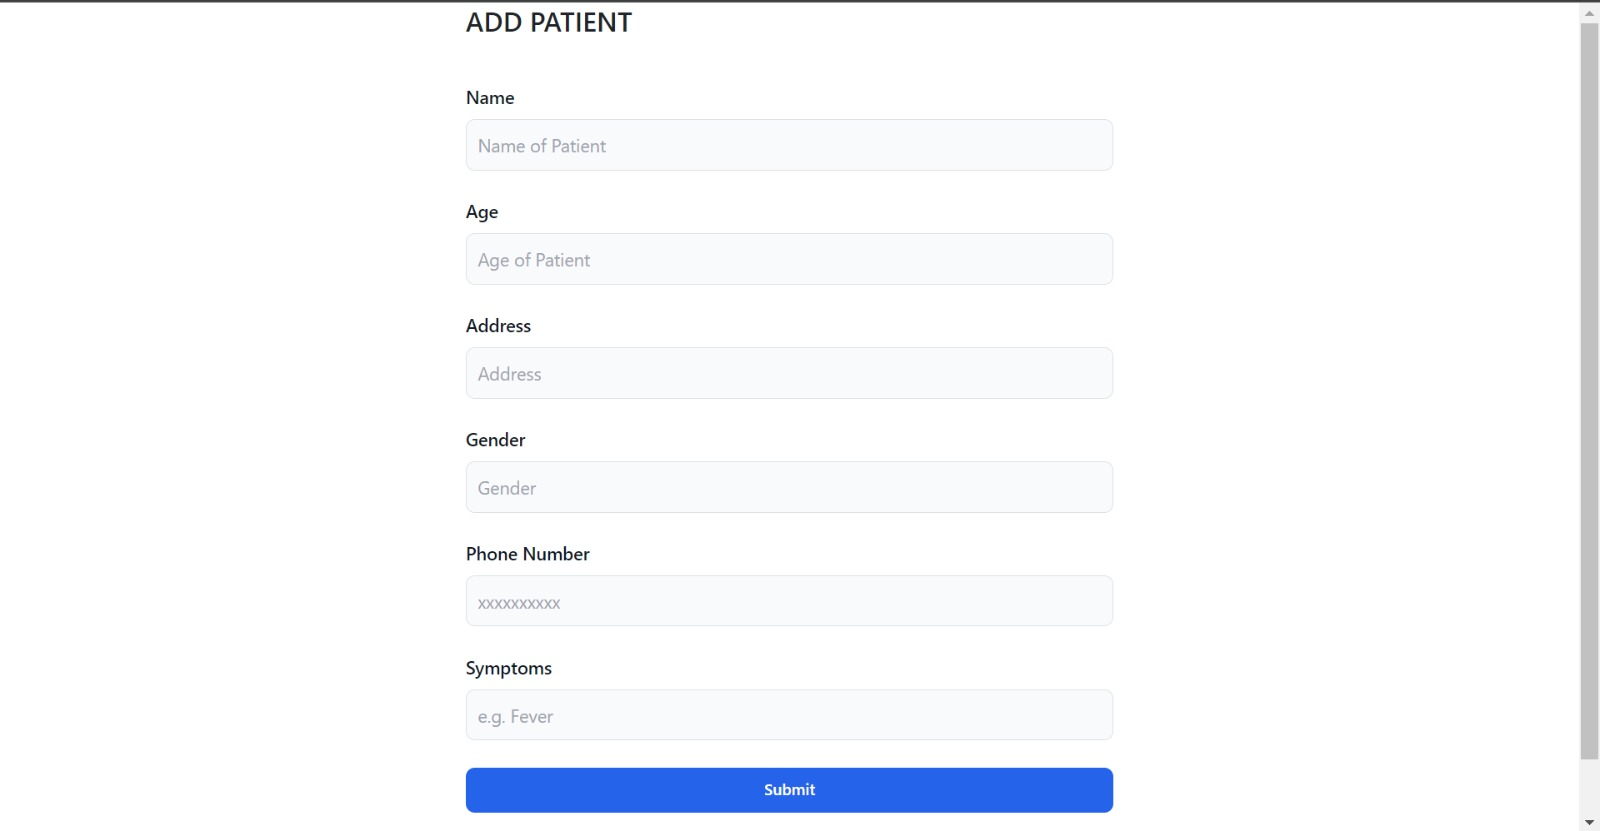 ADD PATIENT
Name
Name of Patient
Age
Age of Patient
Address
Address
Gender
Gender
Phone Number
xxxxxxxxxx
Symptoms
e.g. Fever
Submit